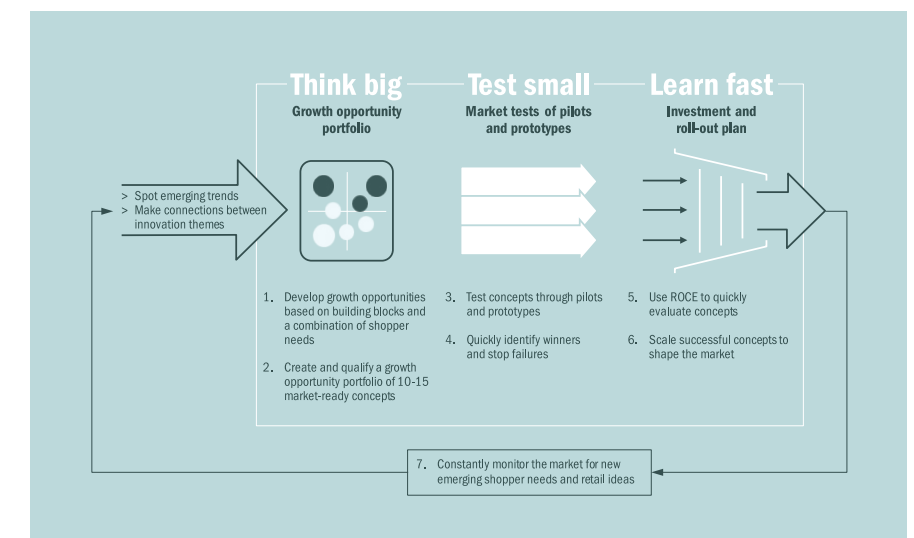 Think big
Growth opportunity
portfolio
Test small
Market tests of pilots
and prototypes
Learn fast
Investment and
roll-out plan
> Spot emerging trends
> Make connections between
innovation themes
1. Develop growth opportunities
based on building blocks and
a combination of shopper
needs
2. Create and qualify a growth
opportunity portfolio of 10-15
market-ready concepts
3. Test concepts through pilots
and prototypes
4. Quickly identify winners
and stop failures
5. Use ROCE to quickly
evaluate concepts
6. Scale successful concepts to
shape the market
7. Constantly monitor the market for new
emerging shopper needs and retail ideas